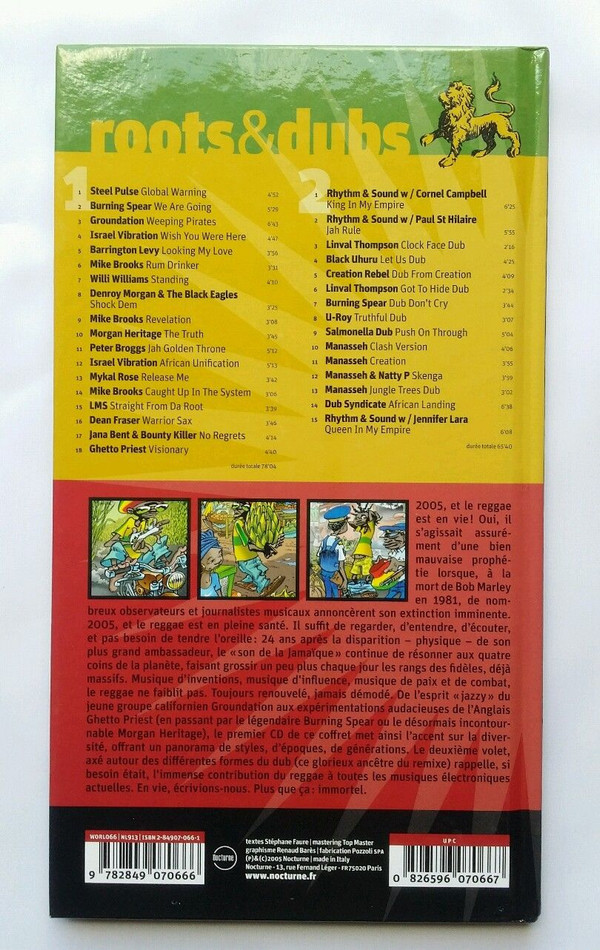 roots&dubs
1
1 Steel Pulse Global Warning 4'52
2 Burning Spear We Are Going 5'29
3 Groundation Weeping Pirates 6'43
4 Israel Vibration Wish You Were Here 4'47
5 Barrington Levy Looking My Love 3'56
6 Mike Brooks Rum Drinker 3'31
7 Willi Williams Standing 4'10
8 Denroy Morgan & The Black Eagles
Shock Dem 3'25
9 Mike Brooks Revelation 3'08
10 Morgan Heritage The Truth 3'46
11 Peter Broggs Jah Golden Throne 5'12
12 Israel Vibration African Unification 5'13
13 Mykal Rose Release Me 3'42
14 Mike Brooks Caught Up In The System 3'08
15 LMS Straight From Da Root 3'39
16 Dean Fraser Warrior Sax 3'46
17 Jana Bent & Bounty Killer No Regrets 4'14
18 Ghetto Priest Visionary 4'40
durée totale 78'04
2
1 Rhythm & Sound w / Cornel Campbell
King In My Empire 6'25
2 Rhythm & Sound w / Paul St Hilaire
Jah Rule 5'55
3 Linval Thompson Clock Face Dub 2'16
4 Black Uhuru Let Us Dub 4'25
5 Creation Rebel Dub From Creation 4'09
6 Linval Thompson Got To Hide Dub 2'34
7 Burning Spear Dub Don't Cry 3'44
8 U-Roy Truthful Dub 3'07
9 Salmonella Dub Push On Through 5'04
10 Manasseh Clash Version 4'06
11 Manasseh Creation 3'55
12 Manasseh & Natty P Skenga 3'59
13 Manasseh Jungle Trees Dub 3'02
14 Dub Syndicate African Landing 6'38
15 Rhythm & Sound w / Jennifer Lara
Queen In My Empire 6'08
durée totale 65'40
2005, et le reggae
est en vie! Oui, il
s'agissait assuré-
ment d'une bien
mauvaise prophé-
tie lorsque, à la
mort de Bob Marley
en 1981, de nom-
breux observateurs et journalistes musicaux annoncèrent son extinction imminente.
2005, et le reggae est en pleine santé. Il suffit de regarder, d'entendre, d'écouter,
et pas besoin de tendre l'oreille : 24 ans après la disparition – physique – de son
plus grand ambassadeur, le « son de la Jamaïque » continue de résonner aux quatre
coins de la planète, faisant grossir un peu plus chaque jour les rangs des fidèles, déjà
massifs. Musique d'inventions, musique d'influence, musique de paix et de combat,
le reggae ne faiblit pas. Toujours renouvelé, jamais démodé. De l'esprit « jazzy » du
jeune groupe californien Groundation aux expérimentations audacieuses de l'Anglais
Ghetto Priest (en passant par le légendaire Burning Spear ou le désormais incontour-
nable Morgan Heritage), le premier CD de ce coffret met ainsi l'accent sur la diver-
sité, offrant un panorama de styles, d'époques, de générations. Le deuxième volet,
axé autour des différentes formes du dub (ce glorieux ancêtre du remixe) rappelle, si
besoin était, l'immense contribution du reggae à toutes les musiques électroniques
actuelles. En vie, écrivions-nous. Plus que ça : immortel.
WORL066 | NL913 | ISBN 2-84907-066-1
9 782849 070666
nocturne
textes Stéphane Faure | mastering Top Master
graphisme Renaud Barès | fabrication Pozzoli SPA
(P)&(c)2005 Nocturne | made in Italy
Nocturne - 13, rue Fernand Léger - FR 75020 Paris
www.nocturne.fr
UPC
0 826596 070667